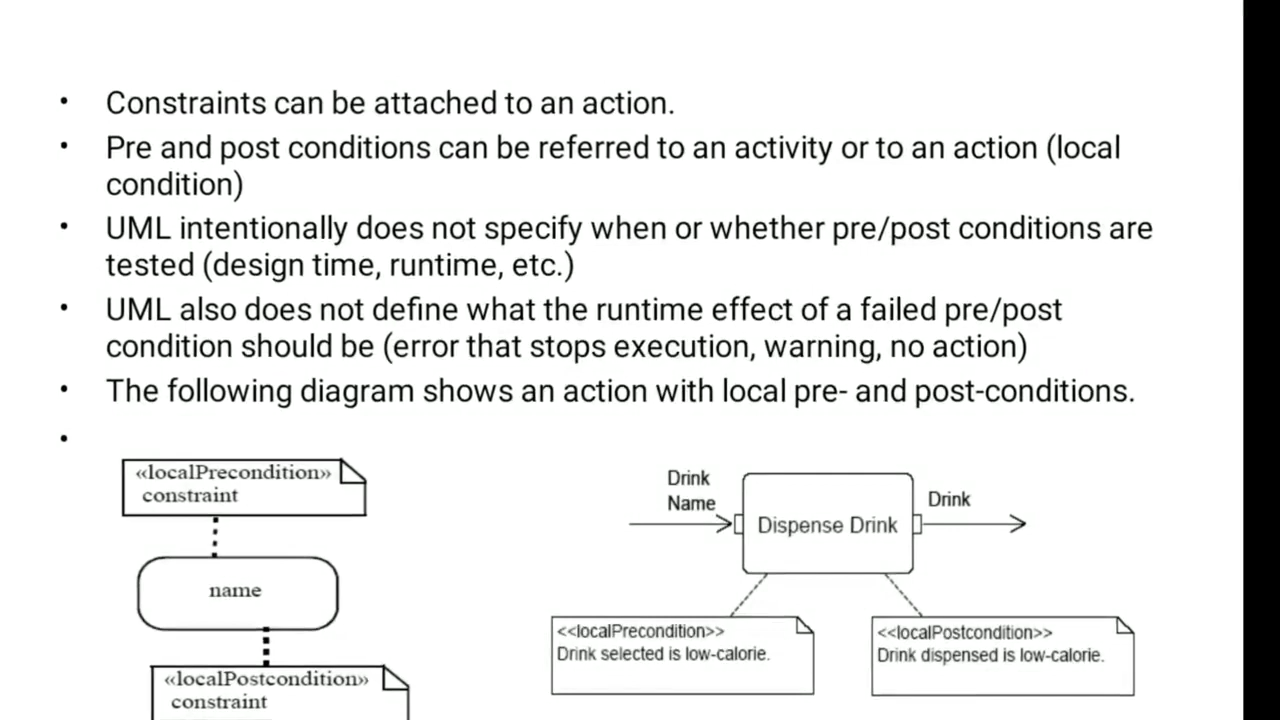 • Constraints can be attached to an action.
• Pre and post conditions can be referred to an activity or to an action (local
condition)
• UML intentionally does not specify when or whether pre/post conditions are
tested (design time, runtime, etc.)
• UML also does not define what the runtime effect of a failed pre/post
condition should be (error that stops execution, warning, no action)
• The following diagram shows an action with local pre- and post-conditions.
•
«localPrecondition»
constraint
name
«localPostcondition»
constraint
Drink
Name
Dispense Drink
Drink
<<localPrecondition>>
Drink selected is low-calorie.
<<localPostcondition>>
Drink dispensed is low-calorie.